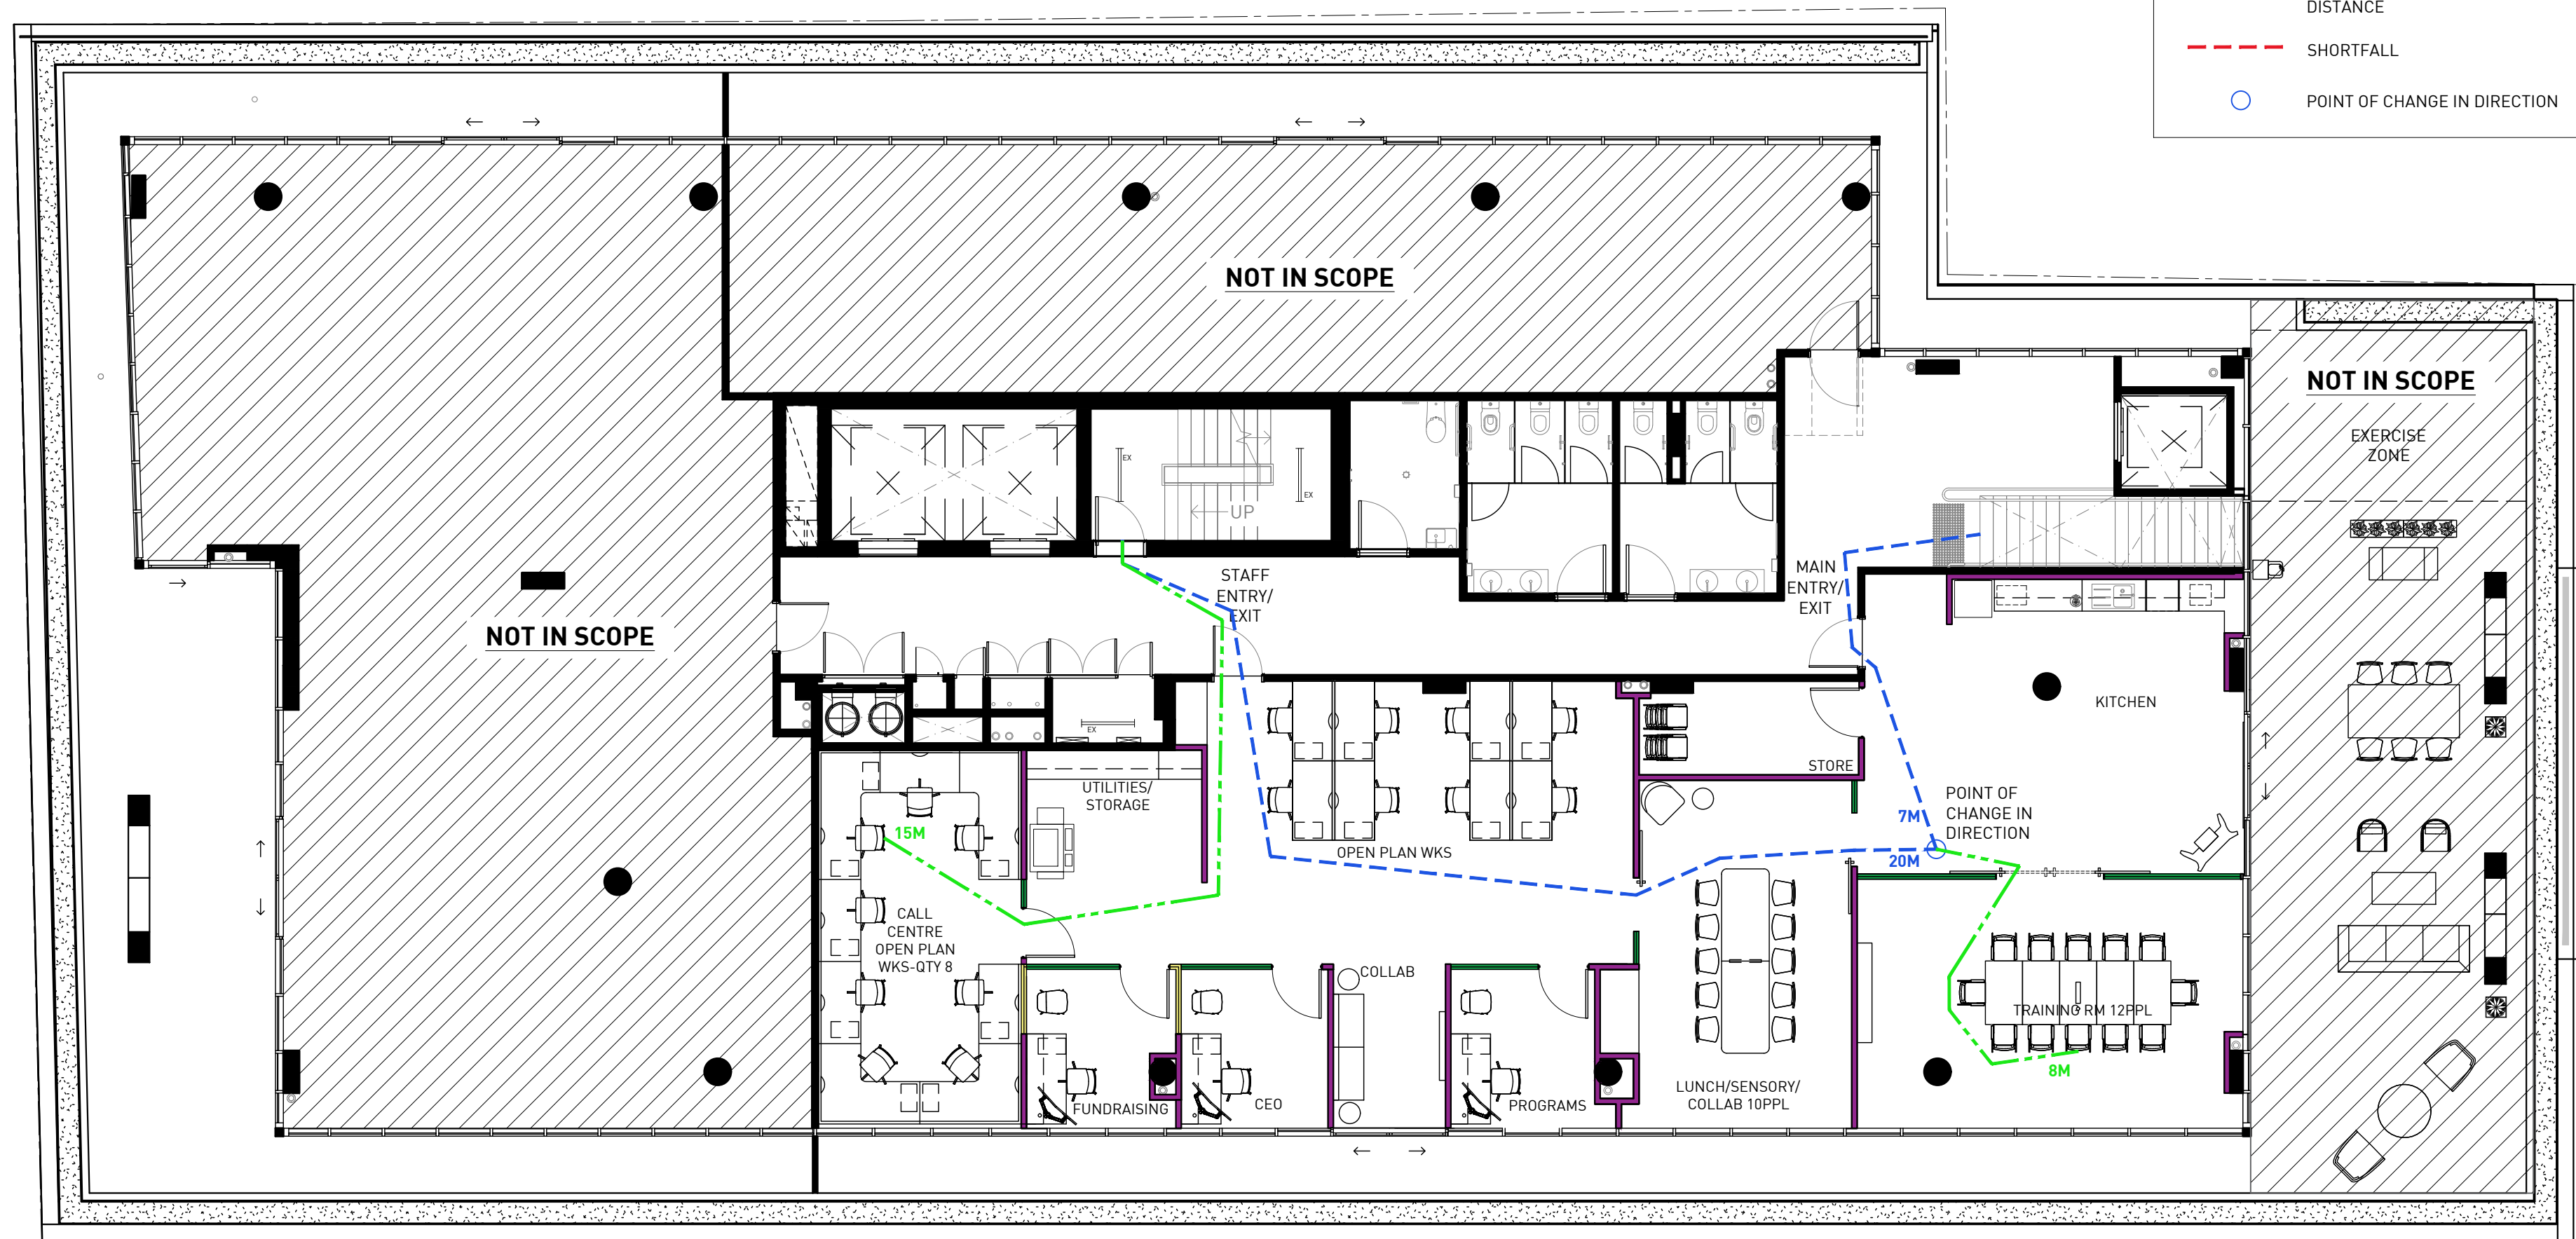 DISTANCE
SHORTFALL
POINT OF CHANGE IN DIRECTION
NOT IN SCOPE
NOT IN SCOPE
EXERCISE
ZONE
EX
EX
UP
STAFF
ENTRY/
EXIT
MAIN
ENTRY/
EXIT
NOT IN SCOPE
KITCHEN
EX
STORE
UTILITIES/
STORAGE
POINT OF
CHANGE IN
DIRECTION
7M
15M
OPEN PLAN WKS
20M
CALL
CENTRE
OPEN PLAN
WKS-QTY 8
COLLAB
TRAINING RM 12PPL
8M
LUNCH/SENSORY/
COLLAB 10PPL
FUNDRAISING
CEO
PROGRAMS